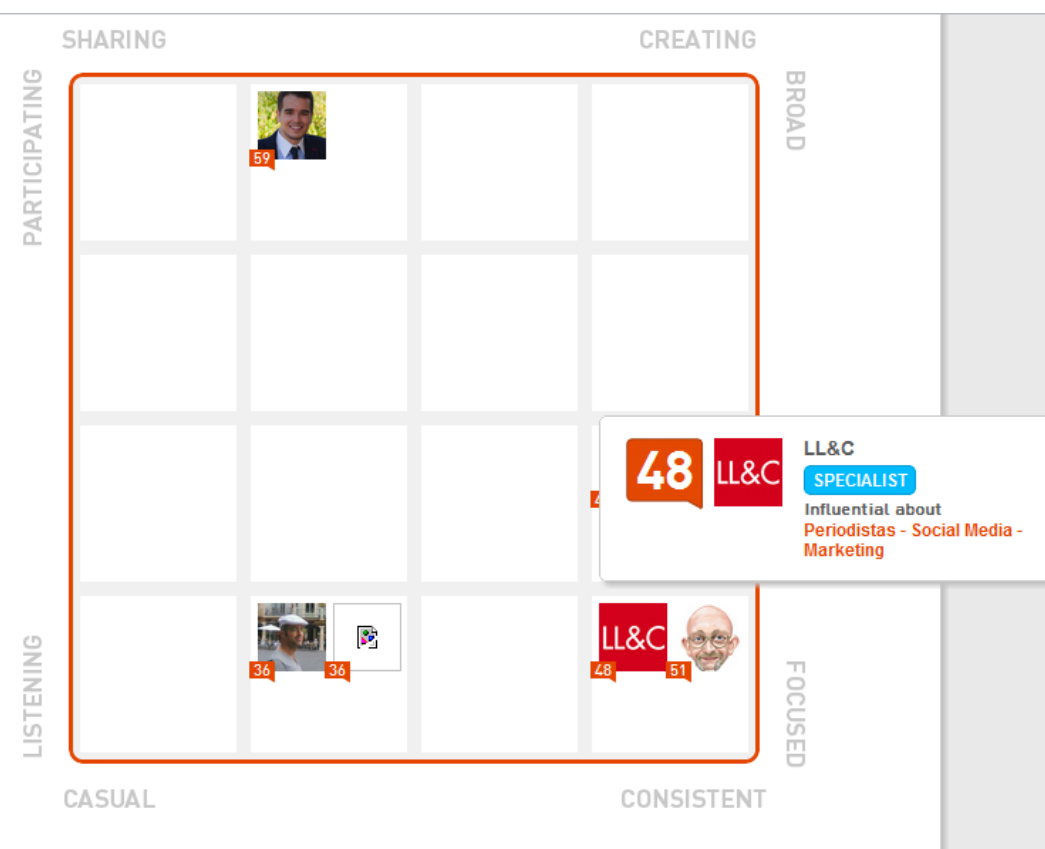 SHARING
CREATING
PARTICIPATING
BROAD
59
48
LL&C
LL&C
SPECIALIST
Influential about
Periodistas - Social Media -
Marketing
LISTENING
36
36
LL&C
48
51
FOCUSED
CASUAL
CONSISTENT